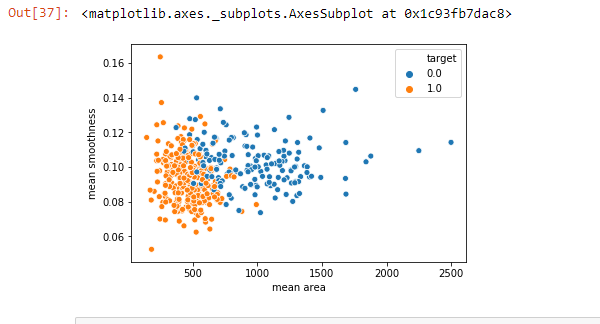 Out[37]: <matplotlib.axes._subplots.AxesSubplot at 0x1c93fb7dac8>
target
0.0
1.0
0.16
0.14
0.12
0.10
0.08
0.06
mean smoothness
500 1000 1500 2000 2500
mean area